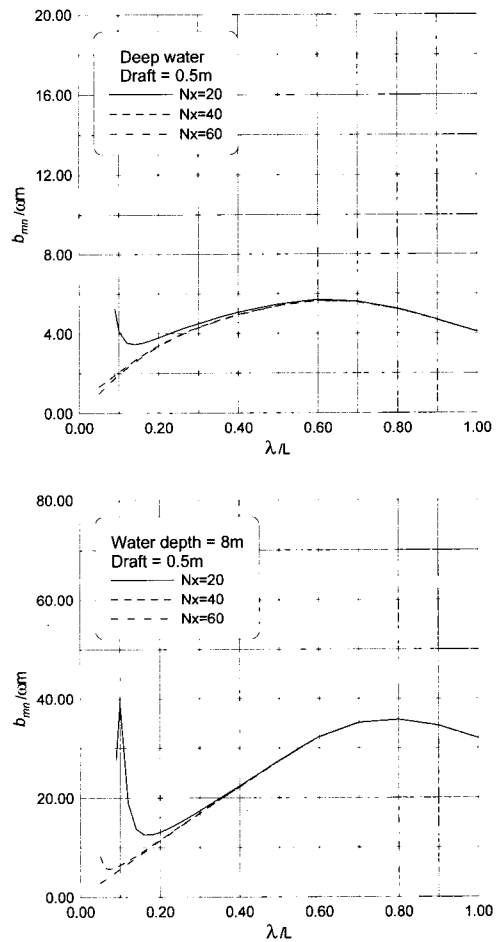 20.00
Deep water
Draft = 0.5m
Nx=20
Nx=40
Nx=60
16.00
12.00
8.00
4.00
0.00
b_mn/ωm
0.00 0.20 0.40 0.60 0.80 1.00
λ/L
80.00
Water depth = 8m
Draft = 0.5m
Nx=20
Nx=40
Nx=60
60.00
40.00
20.00
0.00
b_mn/ωm
0.00 0.20 0.40 0.60 0.80 1.00
λ/L